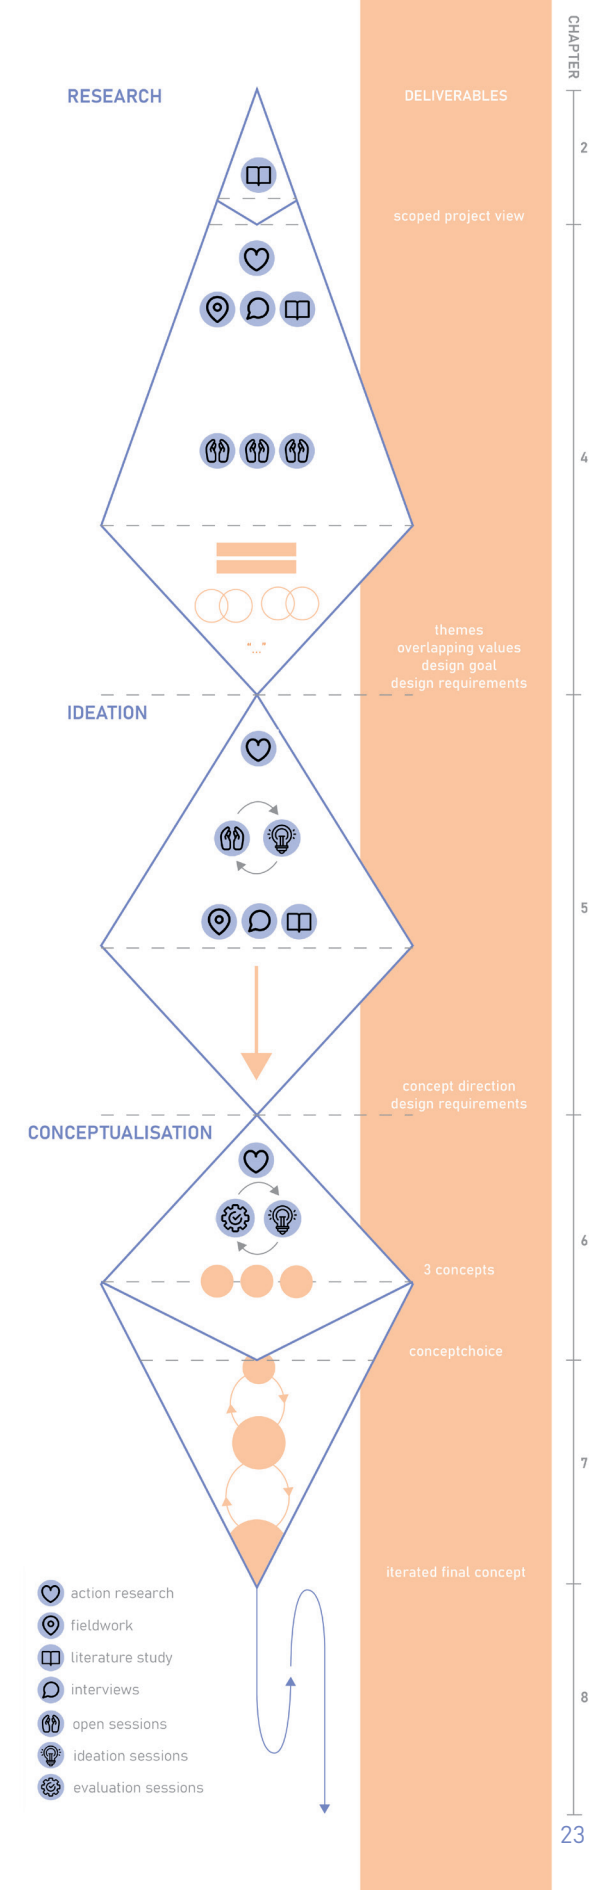 CHAPTER
RESEARCH
DELIVERABLES
2
scoped project view
4
"..."
themes
overlapping values
design goal
design requirements
IDEATION
5
concept direction
design requirements
CONCEPTUALISATION
6
3 concepts
conceptchoice
7
iterated final concept
action research
fieldwork
literature study
interviews
open sessions
ideation sessions
evaluation sessions
8
23